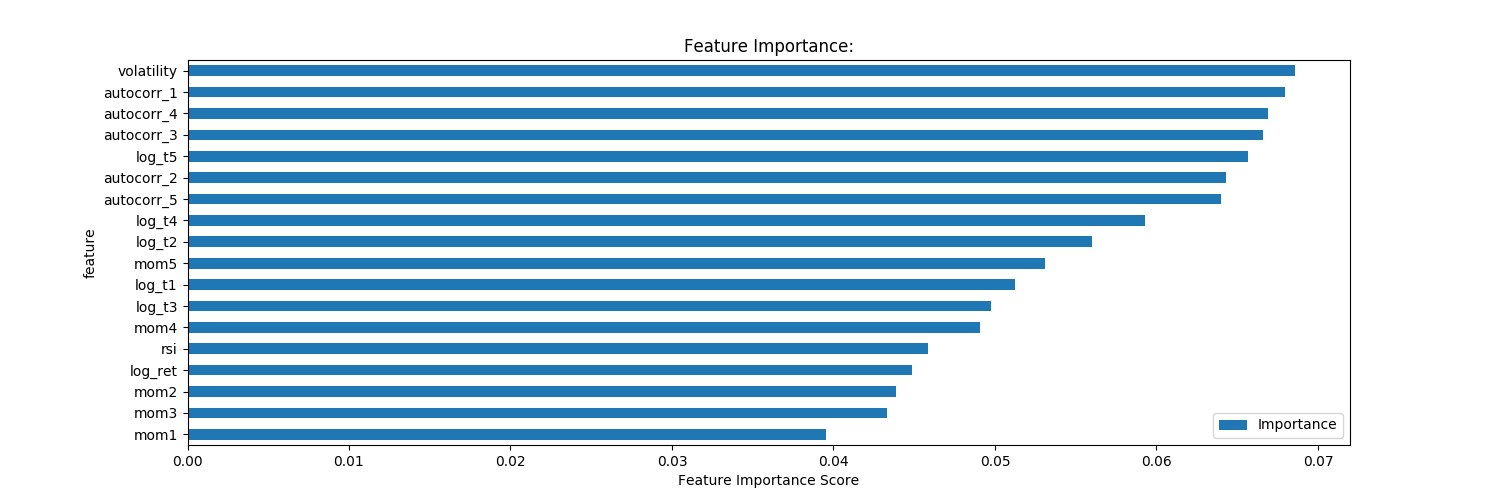 Feature Importance:
volatility
autocorr_1
autocorr_4
autocorr_3
log_t5
autocorr_2
autocorr_5
log_t4
log_t2
mom5
log_t1
log_t3
mom4
rsi
log_ret
mom2
mom3
mom1
feature
Importance
0.00 0.01 0.02 0.03 0.04 0.05 0.06 0.07
Feature Importance Score